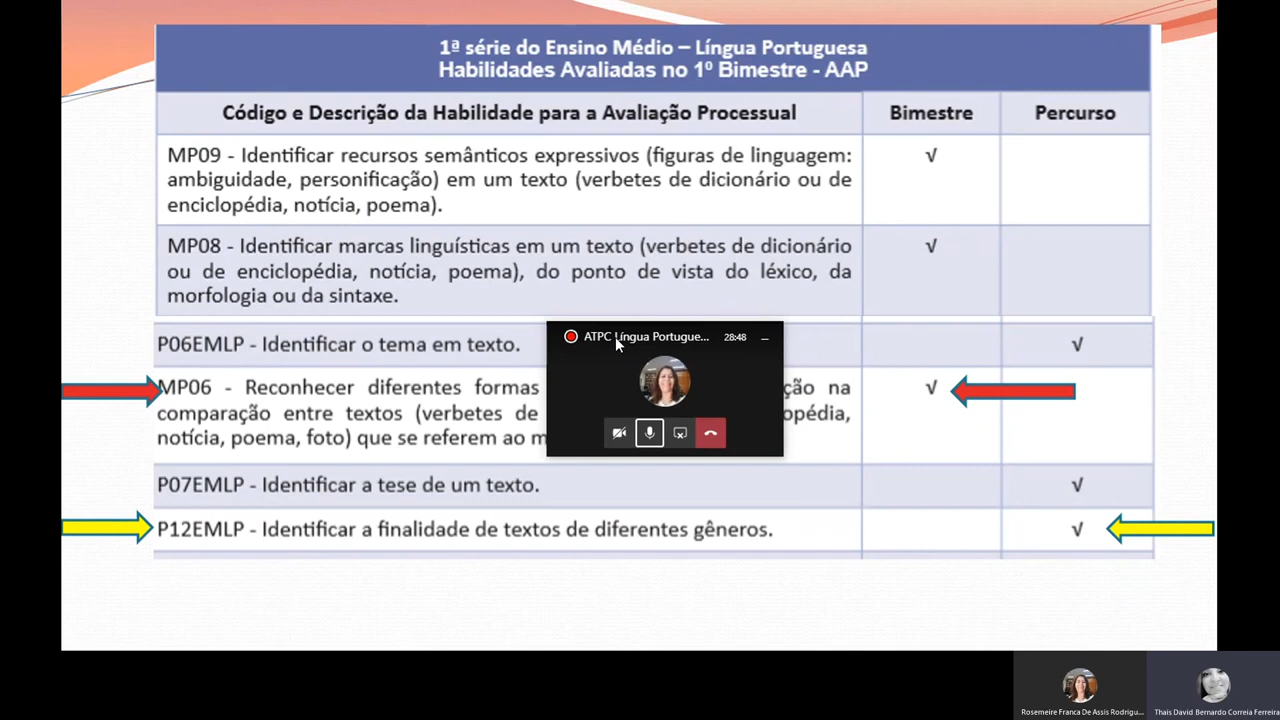 1ª série do Ensino Médio – Língua Portuguesa
Habilidades Avaliadas no 1º Bimestre - AAP
Código e Descrição da Habilidade para a Avaliação Processual Bimestre Percurso
MP09 - Identificar recursos semânticos expressivos (figuras de linguagem: √
ambiguidade, personificação) em um texto (verbetes de dicionário ou de
enciclopédia, notícia, poema).
MP08 - Identificar marcas linguísticas em um texto (verbetes de dicionário √
ou de enciclopédia, notícia, poema), do ponto de vista do léxico, da
morfologia ou da sintaxe.
P06EMLP - Identificar o tema em texto. √
MP06 - Reconhecer diferentes formas ção na √
comparação entre textos (verbetes de opédia,
notícia, poema, foto) que se referem ao m
P07EMLP - Identificar a tese de um texto. √
P12EMLP - Identificar a finalidade de textos de diferentes gêneros. √
ATPC Língua Portugue... 28:48
Rosemeire Franca De Assis Rodrigu...
Thais David Bernardo Correia Ferreira